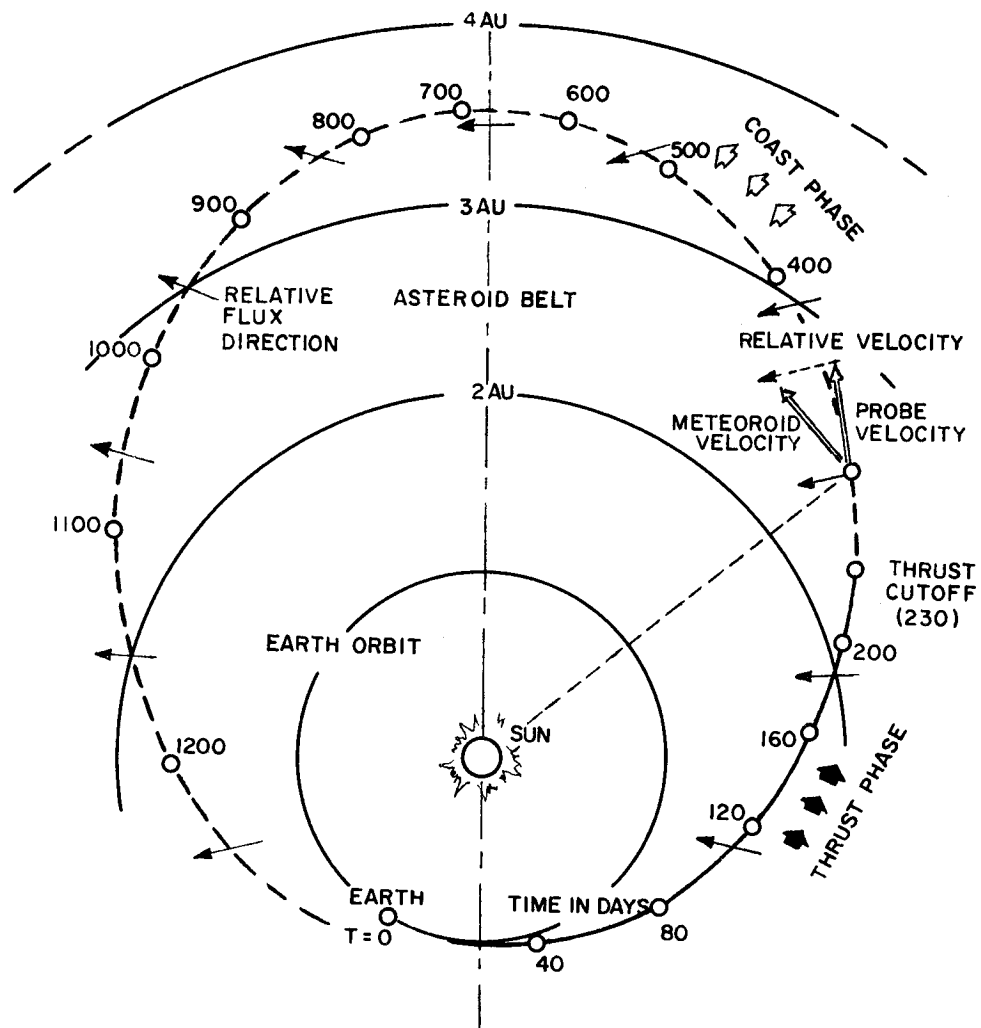 4 AU
700
600
800
500
COAST PHASE
900
3 AU
400
RELATIVE
FLUX
DIRECTION
ASTEROID BELT
1000
RELATIVE VELOCITY
2 AU
METEOROID
VELOCITY
PROBE
VELOCITY
1100
THRUST
CUTOFF
(230)
EARTH ORBIT
200
SUN
1200
160
THRUST PHASE
120
EARTH
TIME IN DAYS
T=0
80
40